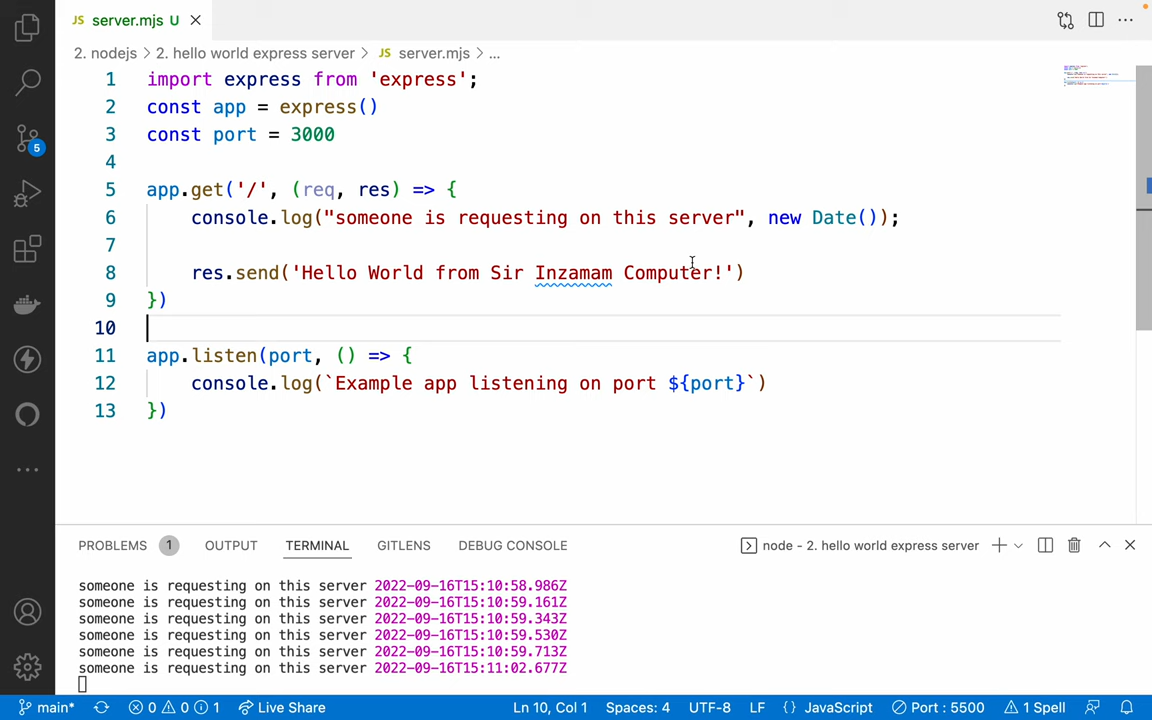 JS server.mjs U
2. nodejs > 2. hello world express server > JS server.mjs > ...
1 import express from 'express';
2 const app = express()
3 const port = 3000
4
5 app.get('/', (req, res) => {
6 console.log("someone is requesting on this server", new Date());
7
8 res.send('Hello World from Sir Inzamam Computer!')
9 })
10
11 app.listen(port, () => {
12 console.log(`Example app listening on port ${port}`)
13 })
5
PROBLEMS 1 OUTPUT TERMINAL GITLENS DEBUG CONSOLE node - 2. hello world express server
someone is requesting on this server 2022-09-16T15:10:58.986Z
someone is requesting on this server 2022-09-16T15:10:59.161Z
someone is requesting on this server 2022-09-16T15:10:59.343Z
someone is requesting on this server 2022-09-16T15:10:59.530Z
someone is requesting on this server 2022-09-16T15:10:59.713Z
someone is requesting on this server 2022-09-16T15:11:02.677Z
main* 0 0 1 Live Share Ln 10, Col 1 Spaces: 4 UTF-8 LF {} JavaScript Port : 5500 1 Spell